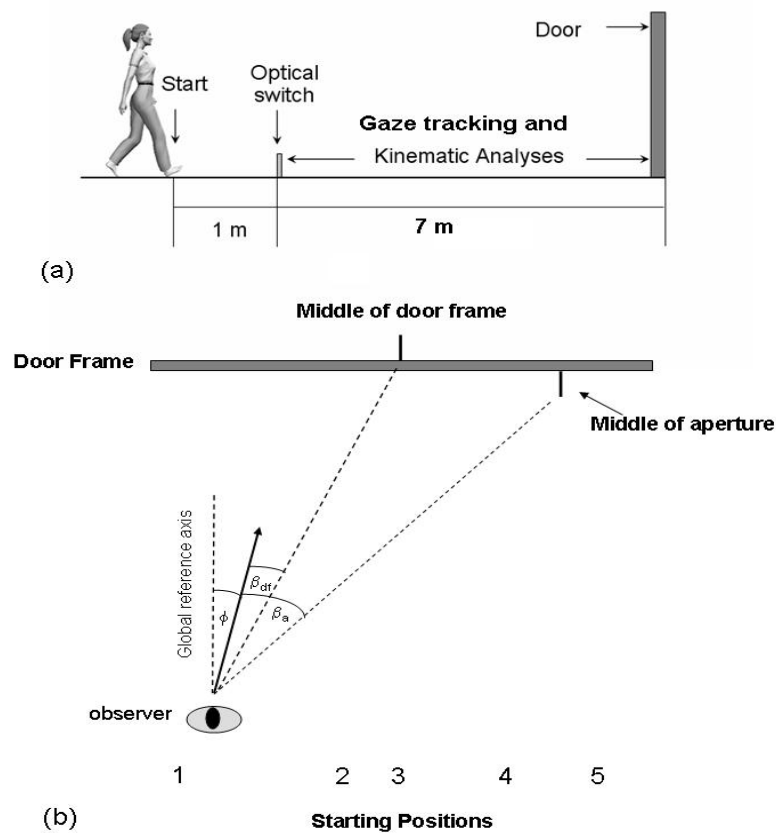 Door
Start
Optical
switch
Gaze tracking and
Kinematic Analyses
1 m
7 m
(a)
Middle of door frame
Door Frame
Middle of aperture
Global reference axis
βdf
ϕ
βa
observer
1 2 3 4 5
(b)
Starting Positions